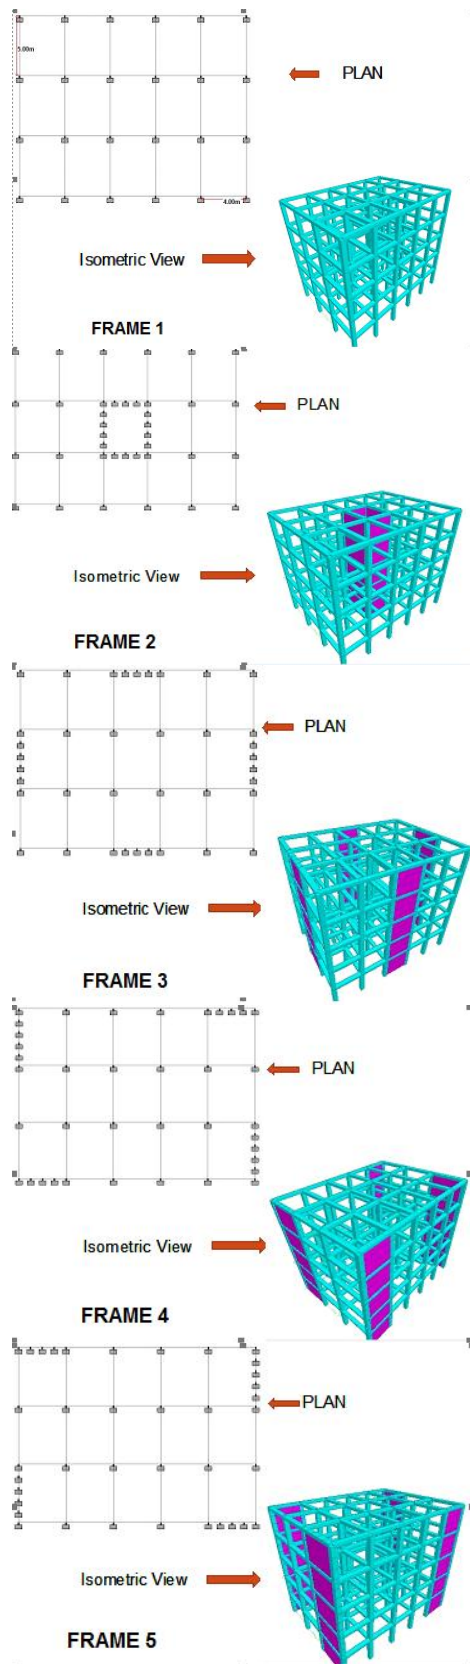 5.00m
PLAN
4.00m
Isometric View
FRAME 1
PLAN
Isometric View
FRAME 2
PLAN
Isometric View
FRAME 3
PLAN
Isometric View
FRAME 4
PLAN
Isometric View
FRAME 5